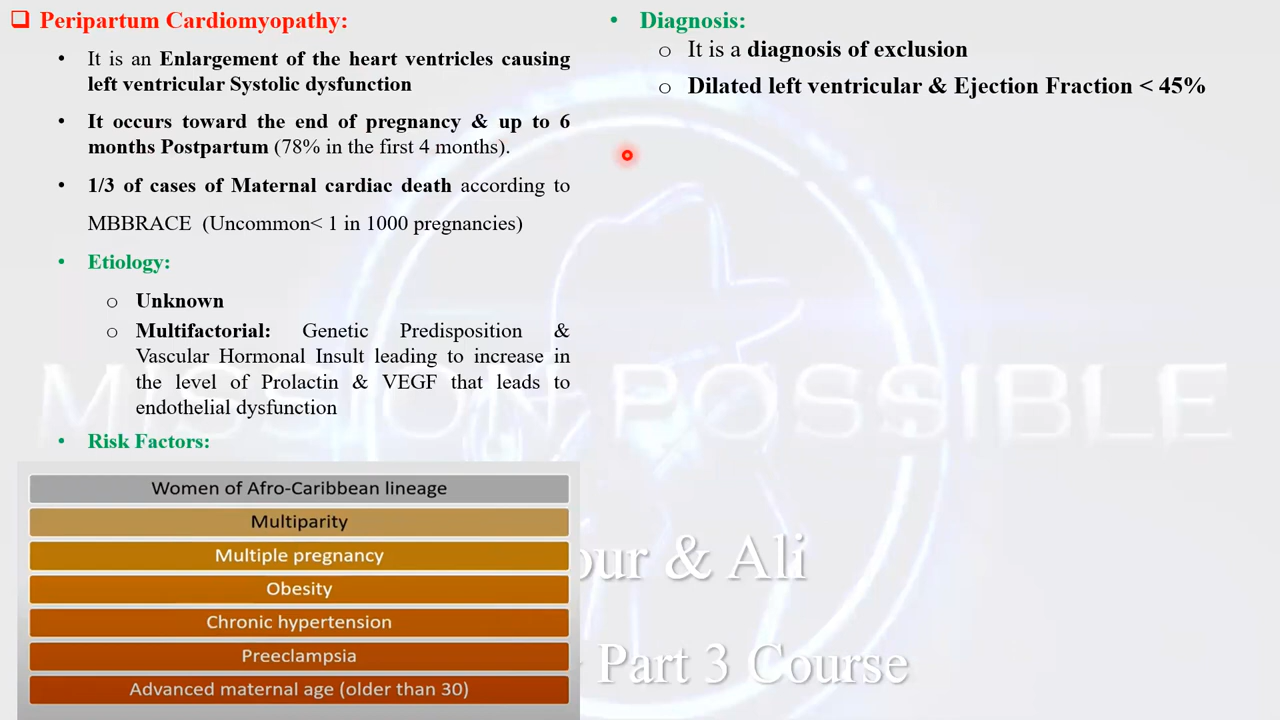 ❑ Peripartum Cardiomyopathy:
• It is an Enlargement of the heart ventricles causing
left ventricular Systolic dysfunction
• It occurs toward the end of pregnancy & up to 6
months Postpartum (78% in the first 4 months).
• 1/3 of cases of Maternal cardiac death according to
MBBRACE (Uncommon< 1 in 1000 pregnancies)
• Etiology:
o Unknown
o Multifactorial: Genetic Predisposition &
Vascular Hormonal Insult leading to increase in
the level of Prolactin & VEGF that leads to
endothelial dysfunction
• Risk Factors:
Women of Afro-Caribbean lineage
Multiparity
Multiple pregnancy
Obesity
Chronic hypertension
Preeclampsia
Advanced maternal age (older than 30)
• Diagnosis:
o It is a diagnosis of exclusion
o Dilated left ventricular & Ejection Fraction < 45%
MISSION POSSIBLE
& Ali
Part 3 Course